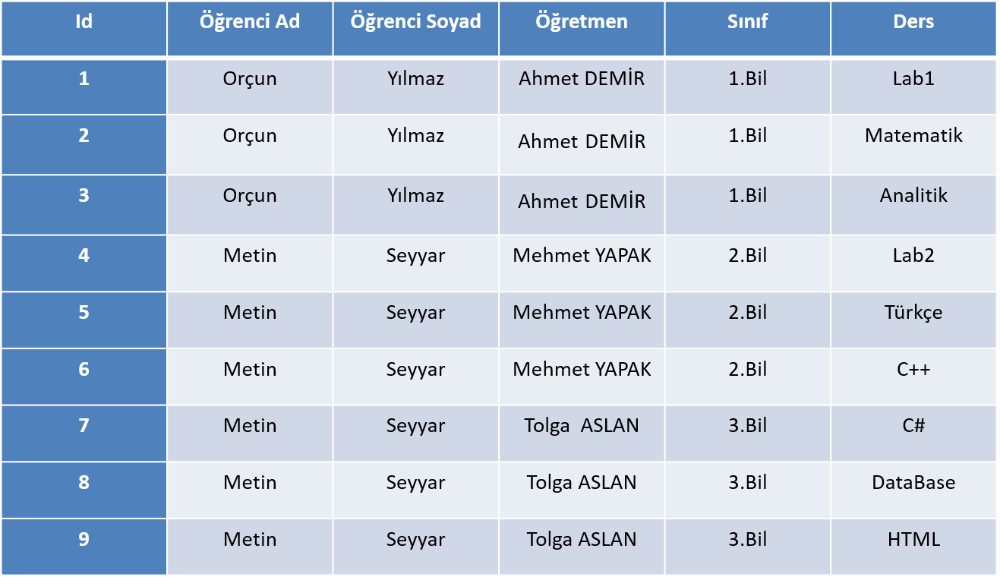 Id Öğrenci Ad Öğrenci Soyad Öğretmen Sınıf Ders
1 Orçun Yılmaz Ahmet DEMİR 1.Bil Lab1
2 Orçun Yılmaz Ahmet DEMİR 1.Bil Matematik
3 Orçun Yılmaz Ahmet DEMİR 1.Bil Analitik
4 Metin Seyyar Mehmet YAPAK 2.Bil Lab2
5 Metin Seyyar Mehmet YAPAK 2.Bil Türkçe
6 Metin Seyyar Mehmet YAPAK 2.Bil C++
7 Metin Seyyar Tolga ASLAN 3.Bil C#
8 Metin Seyyar Tolga ASLAN 3.Bil DataBase
9 Metin Seyyar Tolga ASLAN 3.Bil HTML